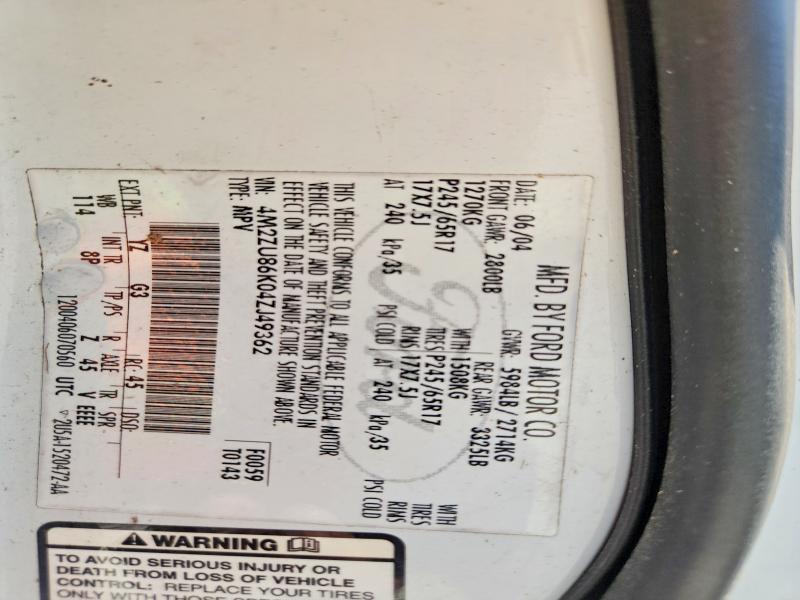 MFD. BY FORD MOTOR CO.
DATE: 06/04 GVWR: 5984LB/ 2714KG
FRONT GAWR: 2800LB REAR GAWR: 3325LB
1270KG WITH 1508KG WITH
P245/65R17 TIRES P245/65R17 TIRES
17X7.5J RIMS 17X7.5J RIMS
AT 240 kPa/35 PSI COLD AT 240 kPa/35 PSI COLD
THIS VEHICLE CONFORMS TO ALL APPLICABLE FEDERAL MOTOR
VEHICLE SAFETY AND THEFT PREVENTION STANDARDS IN
EFFECT ON THE DATE OF MANUFACTURE SHOWN ABOVE.
VIN: 4M2ZU86K04ZJ49362 F0059
TYPE: MPV T0143
EXT PNT: YZ G3 RC: 45 DSO:
WB INT TR TP/PS R AXLE TR SPR
114 8P Z 45 V EEEE
1200406070560 UTC
WARNING
TO AVOID SERIOUS INJURY OR
DEATH FROM LOSS OF VEHICLE
CONTROL: REPLACE YOUR TIRES
ONLY WITH THOSE